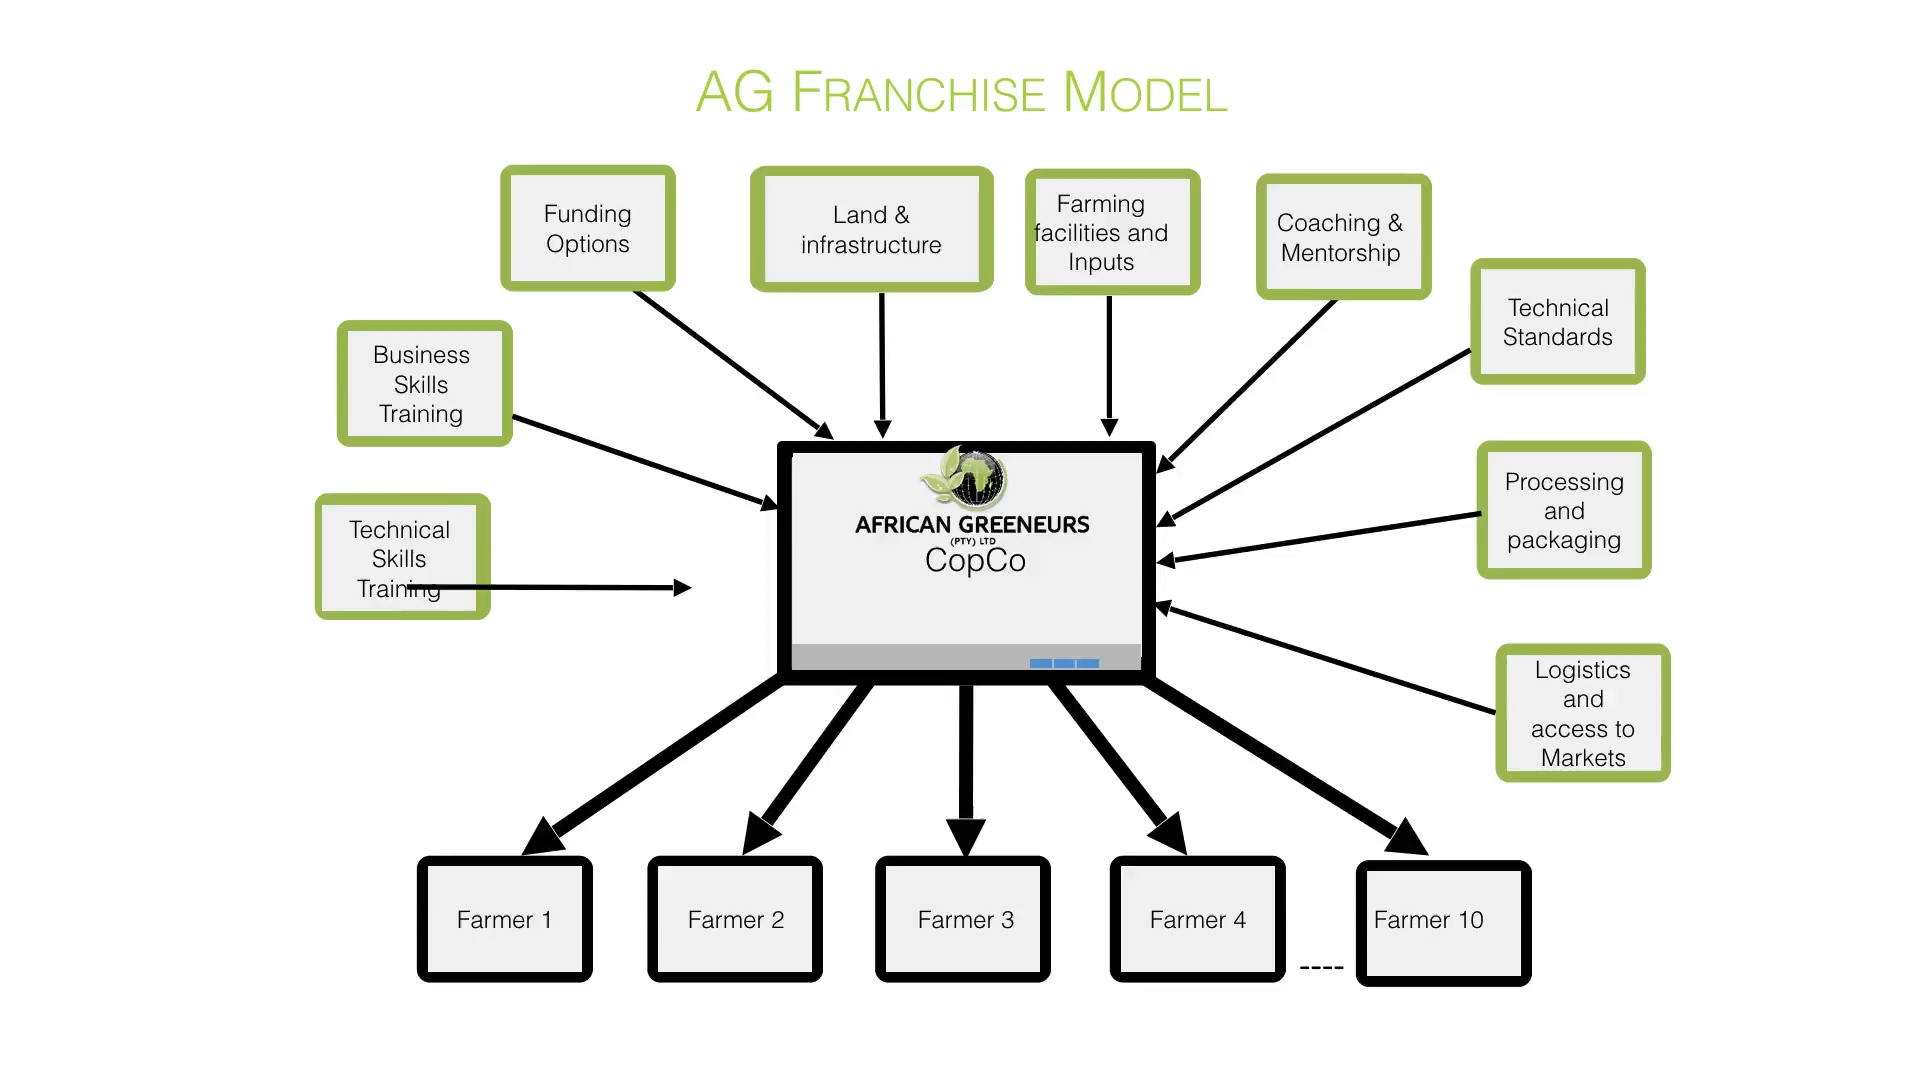 AG FRANCHISE MODEL
Funding
Options
Land &
infrastructure
Farming
facilities and
Inputs
Coaching &
Mentorship
Technical
Standards
Business
Skills
Training
Technical
Skills
Training
AFRICAN GREENEURS
(PTY) LTD
CopCo
Processing
and
packaging
Logistics
and
access to
Markets
Farmer 1
Farmer 2
Farmer 3
Farmer 4
----
Farmer 10